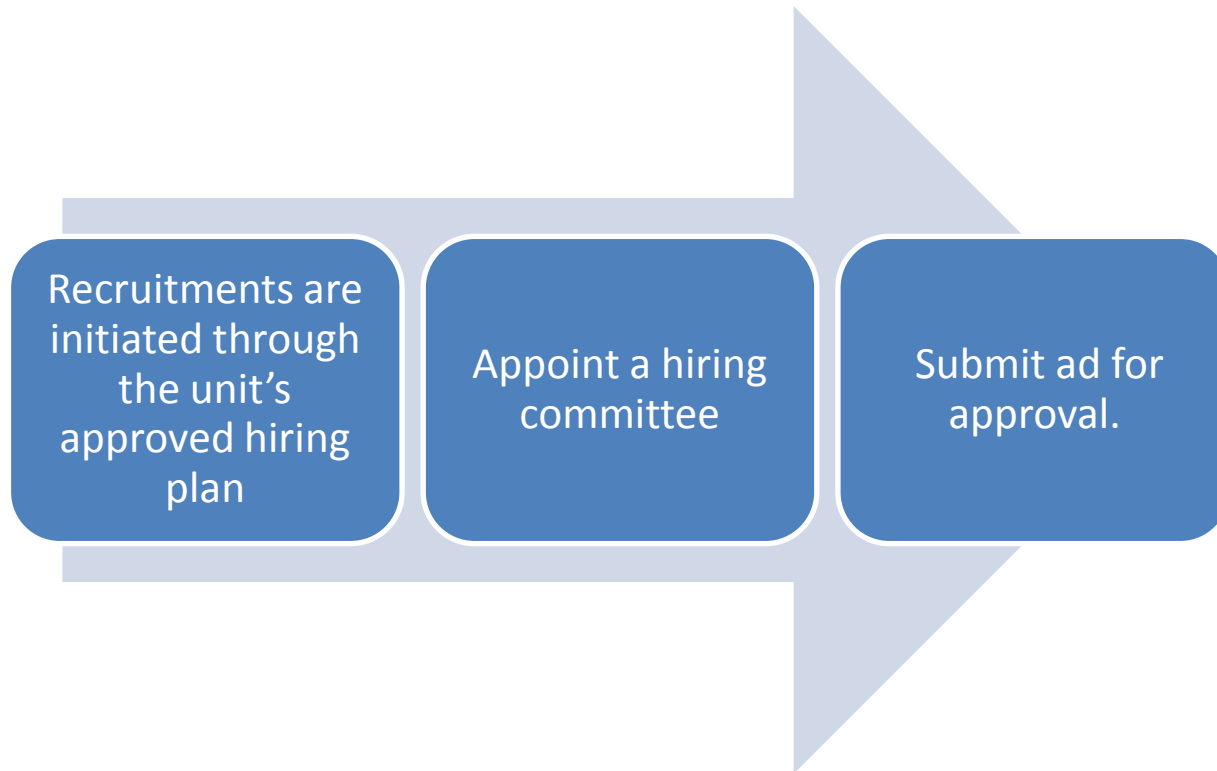 Recruitments are
initiated through
the unit’s
approved hiring
plan
Appoint a hiring
committee
Submit ad for
approval.